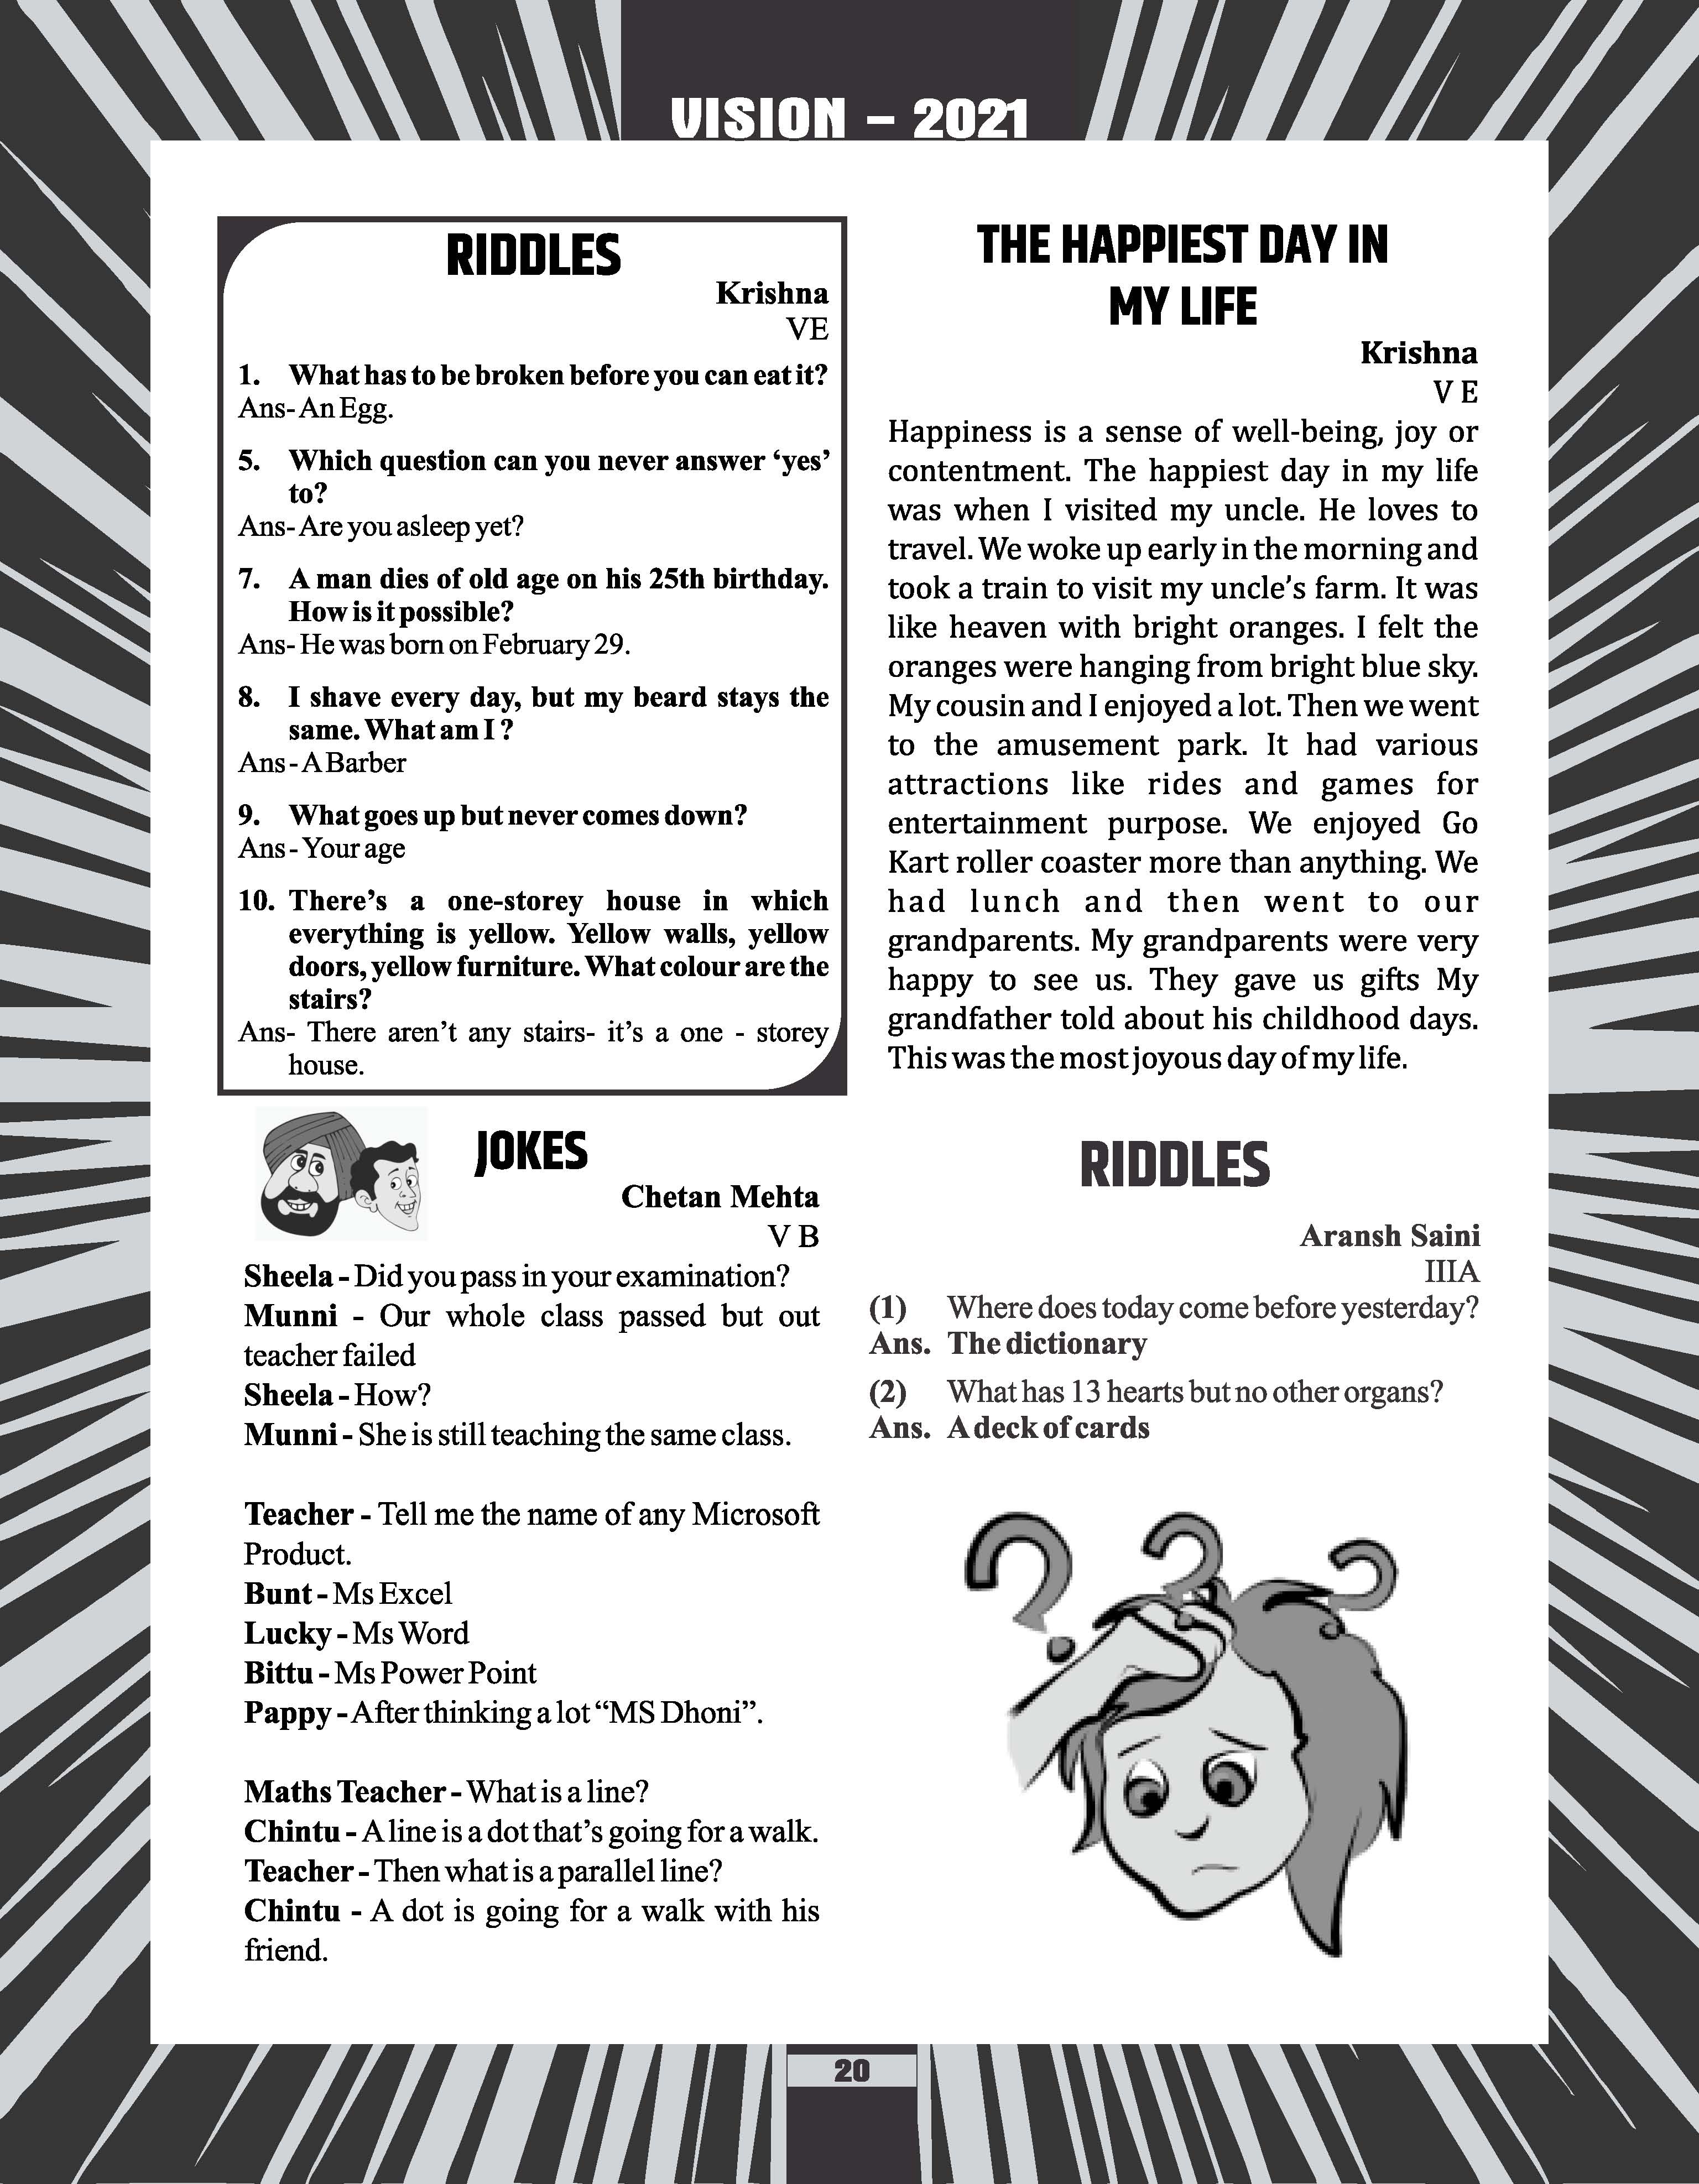 VISION – 2021
RIDDLES
Krishna
VE
1. What has to be broken before you can eat it?
Ans- An Egg.
5. Which question can you never answer ‘yes’
to?
Ans- Are you asleep yet?
7. A man dies of old age on his 25th birthday.
How is it possible?
Ans- He was born on February 29.
8. I shave every day, but my beard stays the
same. What am I ?
Ans - A Barber
9. What goes up but never comes down?
Ans - Your age
10. There’s a one-storey house in which
everything is yellow. Yellow walls, yellow
doors, yellow furniture. What colour are the
stairs?
Ans- There aren’t any stairs- it’s a one - storey
house.
JOKES
Chetan Mehta
V B
Sheela - Did you pass in your examination?
Munni - Our whole class passed but out
teacher failed
Sheela - How?
Munni - She is still teaching the same class.
Teacher - Tell me the name of any Microsoft
Product.
Bunt - Ms Excel
Lucky - Ms Word
Bittu - Ms Power Point
Pappy - After thinking a lot “MS Dhoni”.
Maths Teacher - What is a line?
Chintu - A line is a dot that’s going for a walk.
Teacher - Then what is a parallel line?
Chintu - A dot is going for a walk with his
friend.
THE HAPPIEST DAY IN
MY LIFE
Krishna
V E
Happiness is a sense of well-being, joy or
contentment. The happiest day in my life
was when I visited my uncle. He loves to
travel. We woke up early in the morning and
took a train to visit my uncle’s farm. It was
like heaven with bright oranges. I felt the
oranges were hanging from bright blue sky.
My cousin and I enjoyed a lot. Then we went
to the amusement park. It had various
attractions like rides and games for
entertainment purpose. We enjoyed Go
Kart roller coaster more than anything. We
had lunch and then went to our
grandparents. My grandparents were very
happy to see us. They gave us gifts My
grandfather told about his childhood days.
This was the most joyous day of my life.
RIDDLES
Aransh Saini
IIIA
(1) Where does today come before yesterday?
Ans. The dictionary
(2) What has 13 hearts but no other organs?
Ans. A deck of cards
? ? ?
20